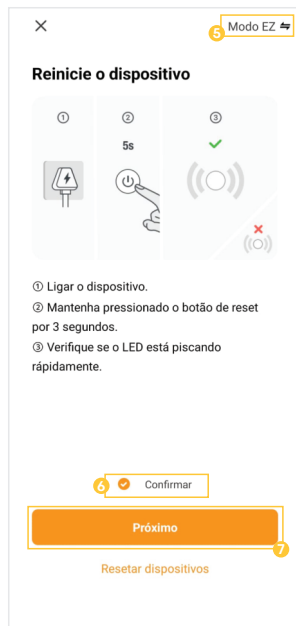 Modo EZ
5
Reinicie o dispositivo
① ② ③
5s
① Ligar o dispositivo.
② Mantenha pressionado o botão de reset
por 3 segundos.
③ Verifique se o LED está piscando
rápidamente.
6 Confirmar
Próximo
7
Resetar dispositivos